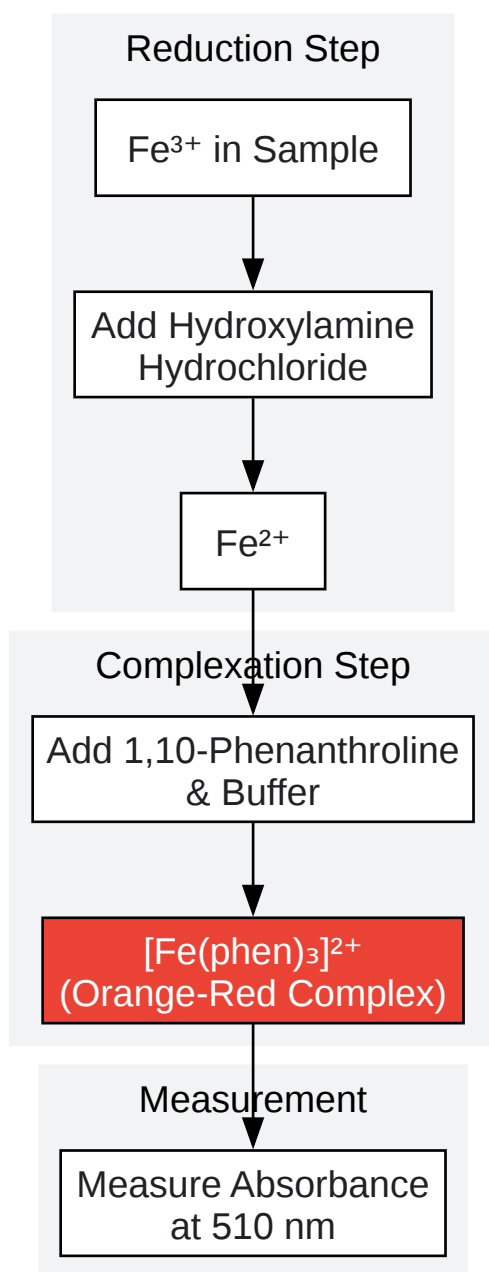 Reduction Step
Fe³⁺ in Sample
Add Hydroxylamine
Hydrochloride
Fe²⁺
Complexation Step
Add 1,10-Phenanthroline
& Buffer
[Fe(phen)₃]²⁺
(Orange-Red Complex)
Measurement
Measure Absorbance
at 510 nm